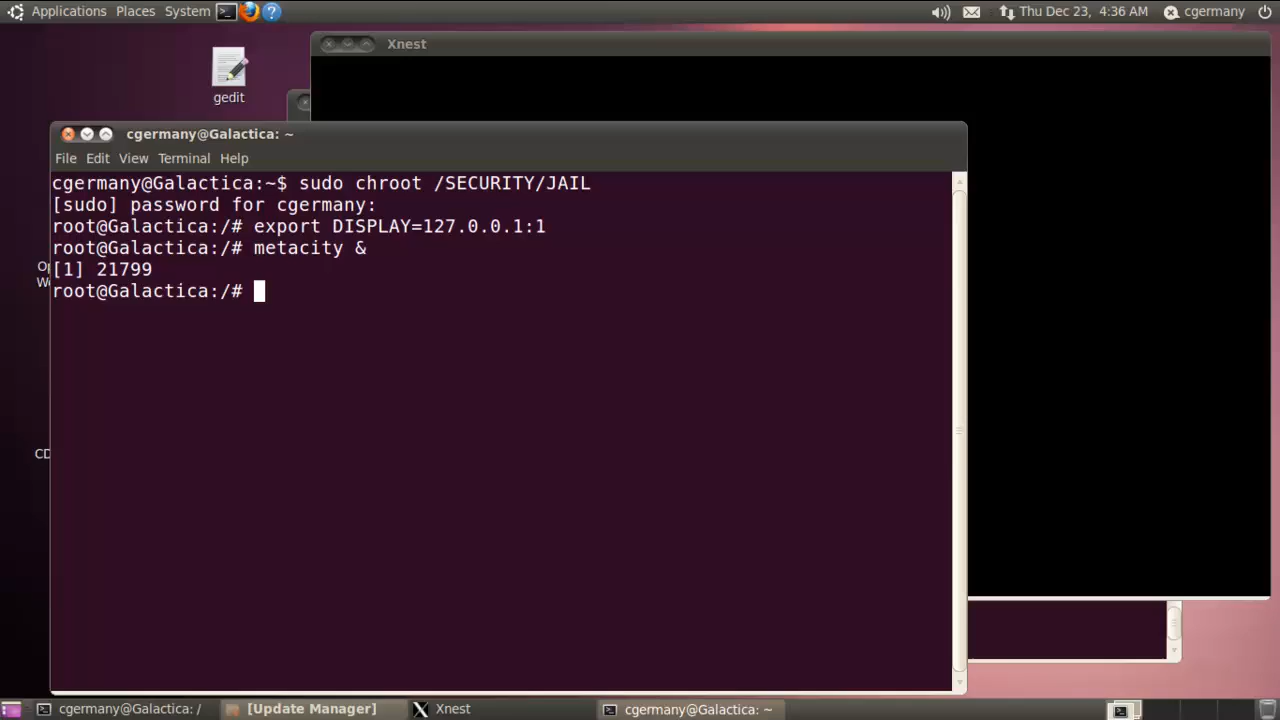 Applications Places System
Thu Dec 23, 4:36 AM cgermany
gedit
Xnest
cgermany@Galactica: ~
File Edit View Terminal Help
cgermany@Galactica:~$ sudo chroot /SECURITY/JAIL
[sudo] password for cgermany:
root@Galactica:/# export DISPLAY=127.0.0.1:1
root@Galactica:/# metacity &
[1] 21799
root@Galactica:/#
CD
cgermany@Galactica: /
[Update Manager]
Xnest
cgermany@Galactica: ~